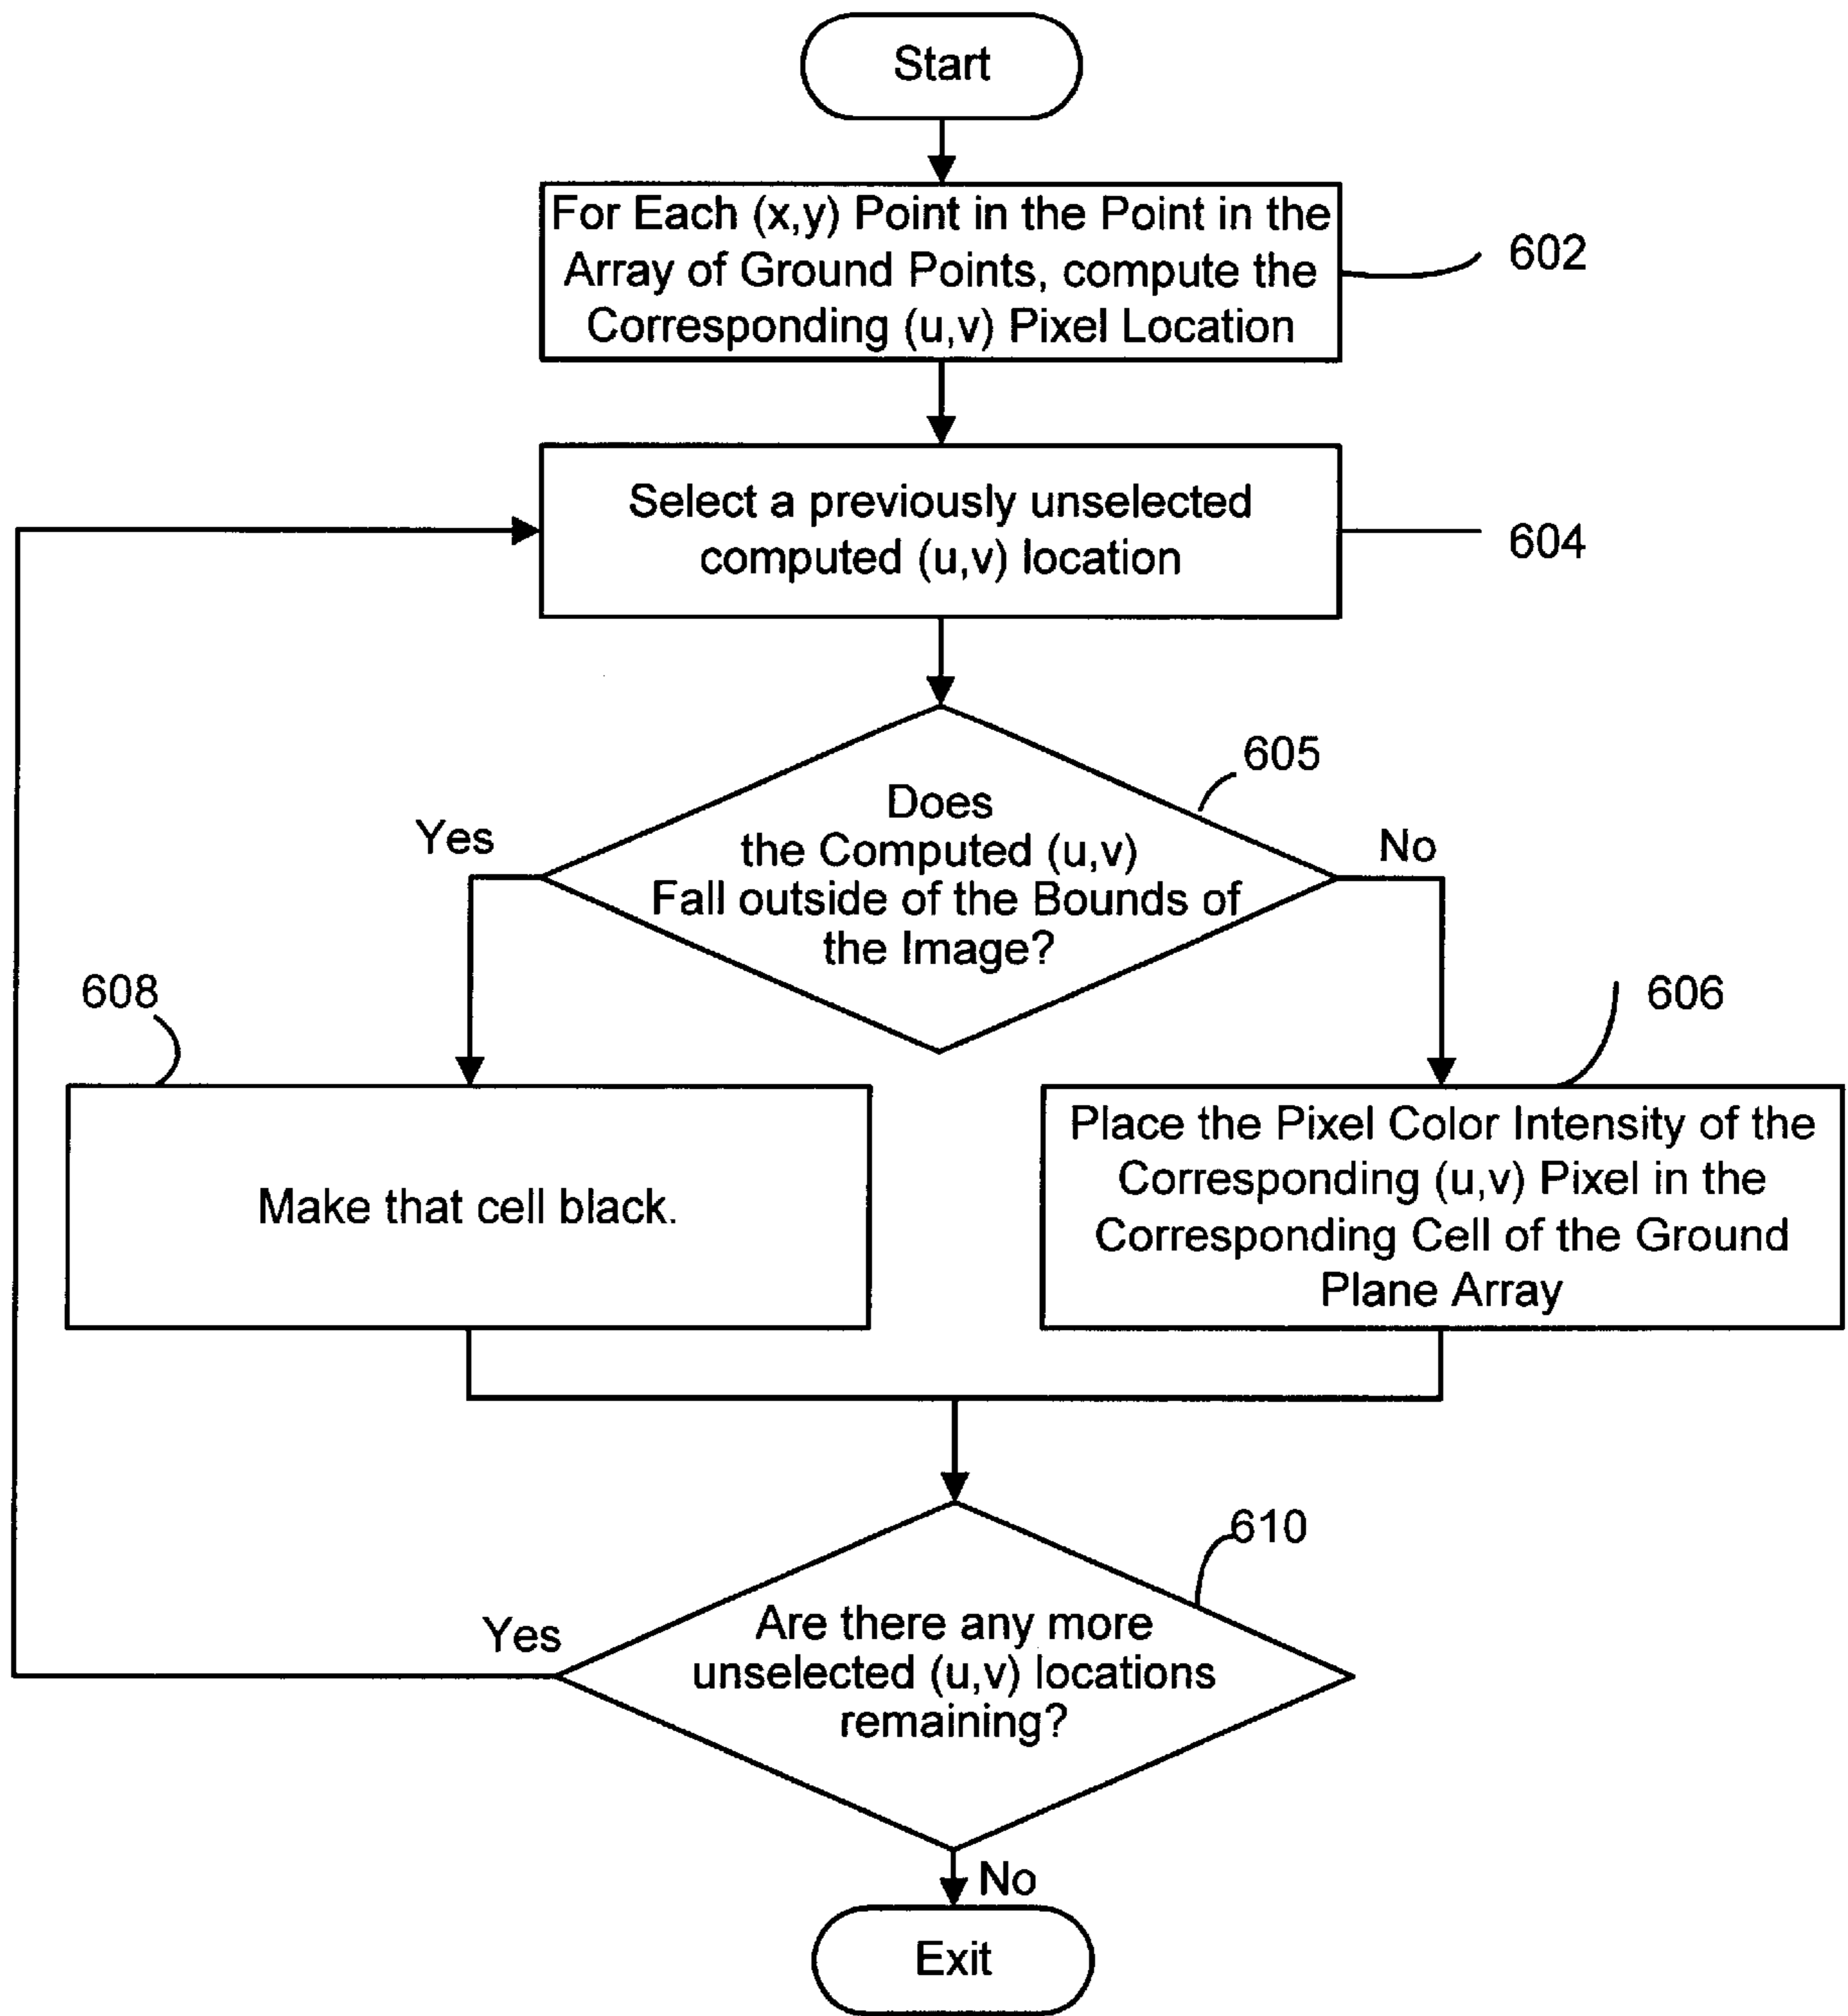 Start
For Each (x,y) Point in the Point in the
Array of Ground Points, compute the
Corresponding (u,v) Pixel Location
602
Select a previously unselected
computed (u,v) location
604
605
Does
the Computed (u,v)
Fall outside of the Bounds of
the Image?
Yes
No
608
606
Make that cell black.
Place the Pixel Color Intensity of the
Corresponding (u,v) Pixel in the
Corresponding Cell of the Ground
Plane Array
610
Yes
Are there any more
unselected (u,v) locations
remaining?
No
Exit